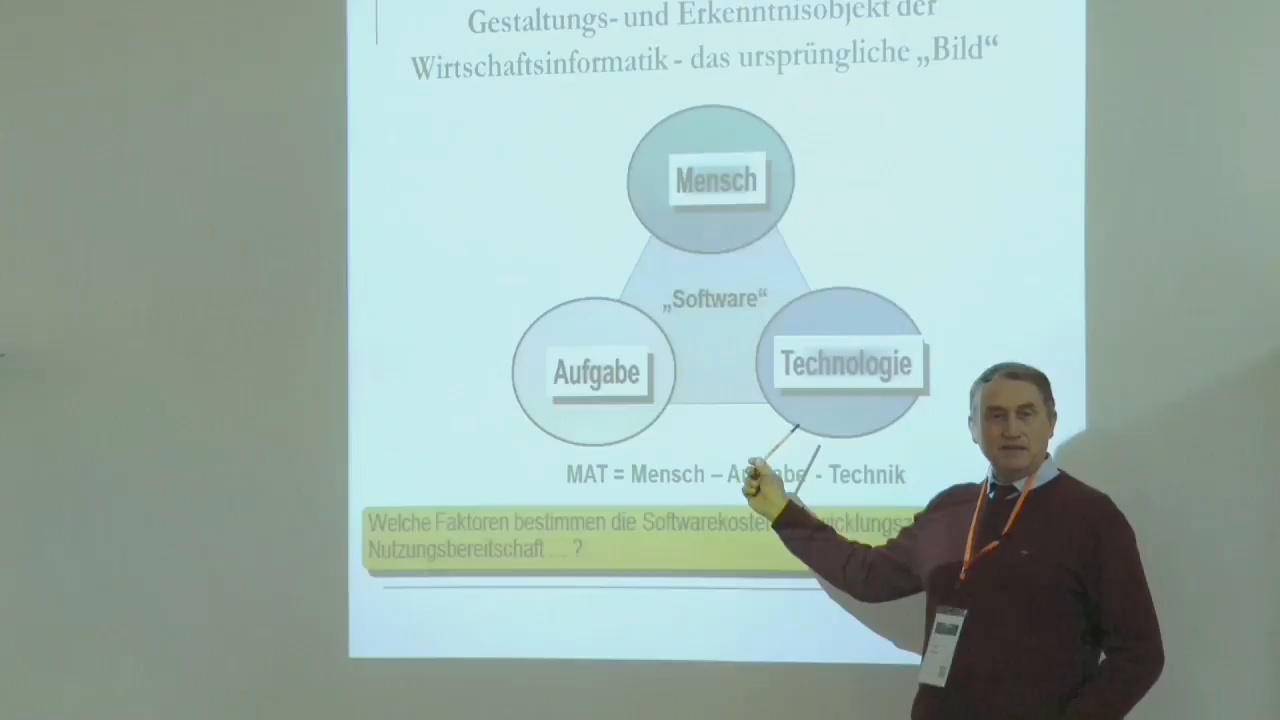 Gestaltungs- und Erkenntnisobjekt der
Wirtschaftsinformatik - das ursprüngliche „Bild“
Mensch
„Software“
Aufgabe
Technologie
MAT = Mensch – Aufgabe - Technik
Welche Faktoren bestimmen die Softwarekosten
Nutzungsbereitschaft .... ?